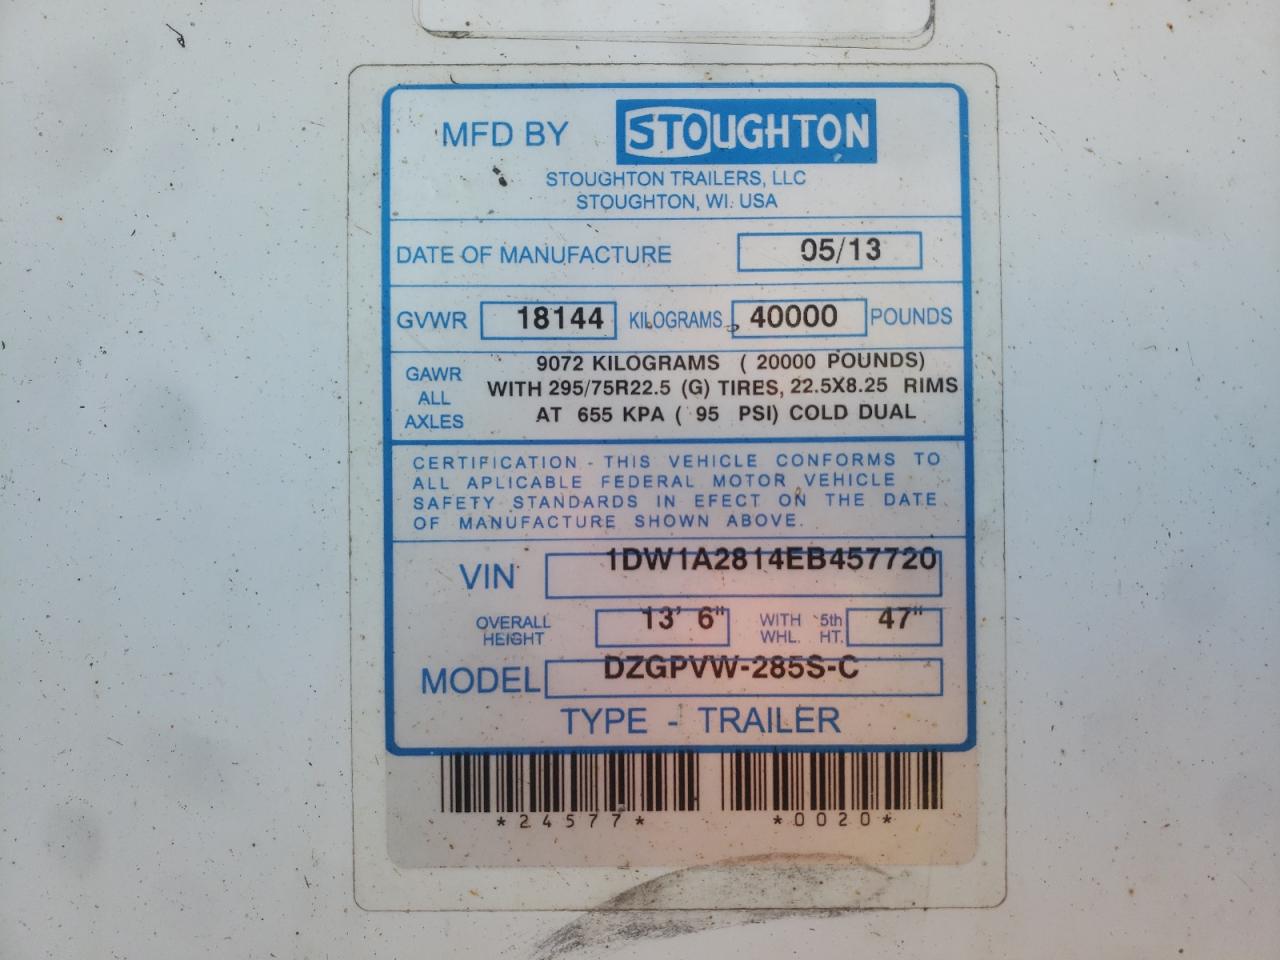 MFD BY STOUGHTON
STOUGHTON TRAILERS, LLC
STOUGHTON, WI. USA
DATE OF MANUFACTURE 05/13
GVWR 18144 KILOGRAMS 40000 POUNDS
GAWR ALL AXLES
9072 KILOGRAMS ( 20000 POUNDS)
WITH 295/75R22.5 (G) TIRES, 22.5X8.25 RIMS
AT 655 KPA ( 95 PSI) COLD DUAL
CERTIFICATION - THIS VEHICLE CONFORMS TO
ALL APLICABLE FEDERAL MOTOR VEHICLE
SAFETY STANDARDS IN EFECT ON THE DATE
OF MANUFACTURE SHOWN ABOVE.
VIN 1DW1A2814EB457720
OVERALL HEIGHT 13' 6" WITH 5th WHL. HT. 47"
MODEL DZGPVW-285S-C
TYPE - TRAILER
*24577* *0020*